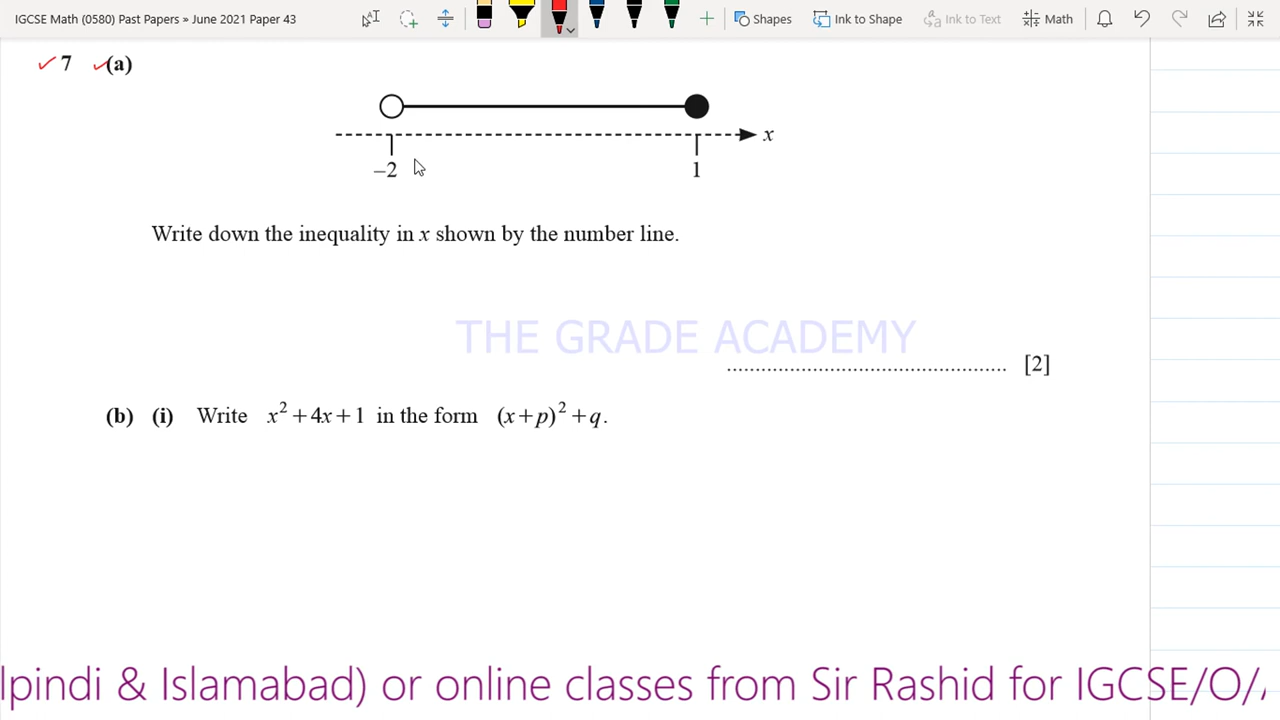 IGCSE Math (0580) Past Papers » June 2021 Paper 43
Shapes
Ink to Shape
Ink to Text
Math
7 (a)
x
–2
1
Write down the inequality in x shown by the number line.
THE GRADE ACADEMY
................................................ [2]
(b) (i) Write x² + 4x + 1 in the form (x + p)² + q.
lpindi & Islamabad) or online classes from Sir Rashid for IGCSE/O/